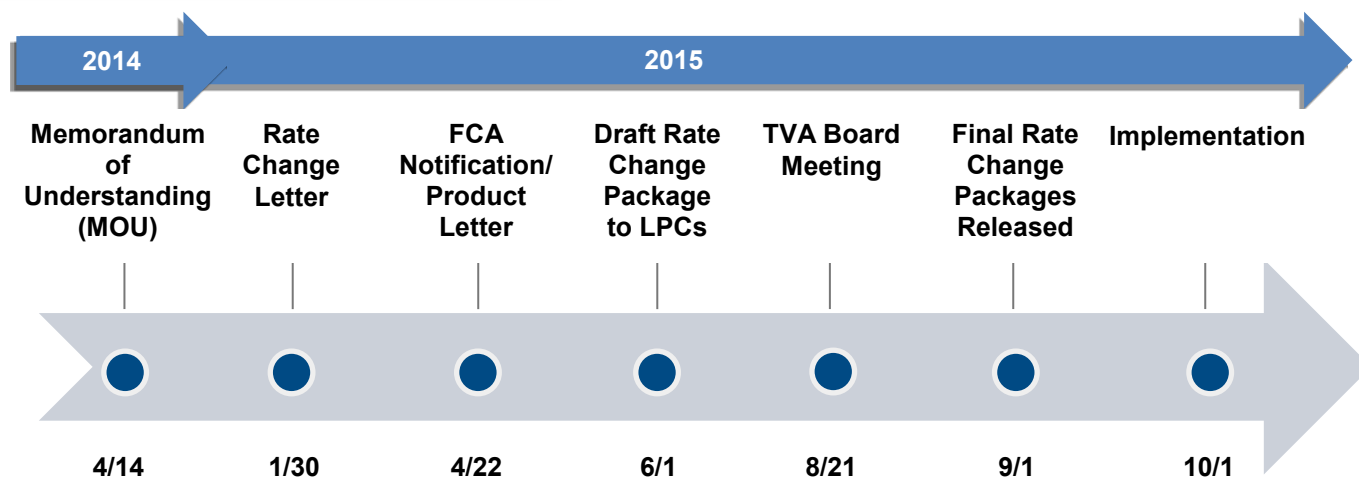 2014
2015
Memorandum
of
Understanding
(MOU)
Rate
Change
Letter
FCA
Notification/
Product
Letter
Draft Rate
Change
Package
to LPCs
TVA Board
Meeting
Final Rate
Change
Packages
Released
Implementation
4/14
1/30
4/22
6/1
8/21
9/1
10/1